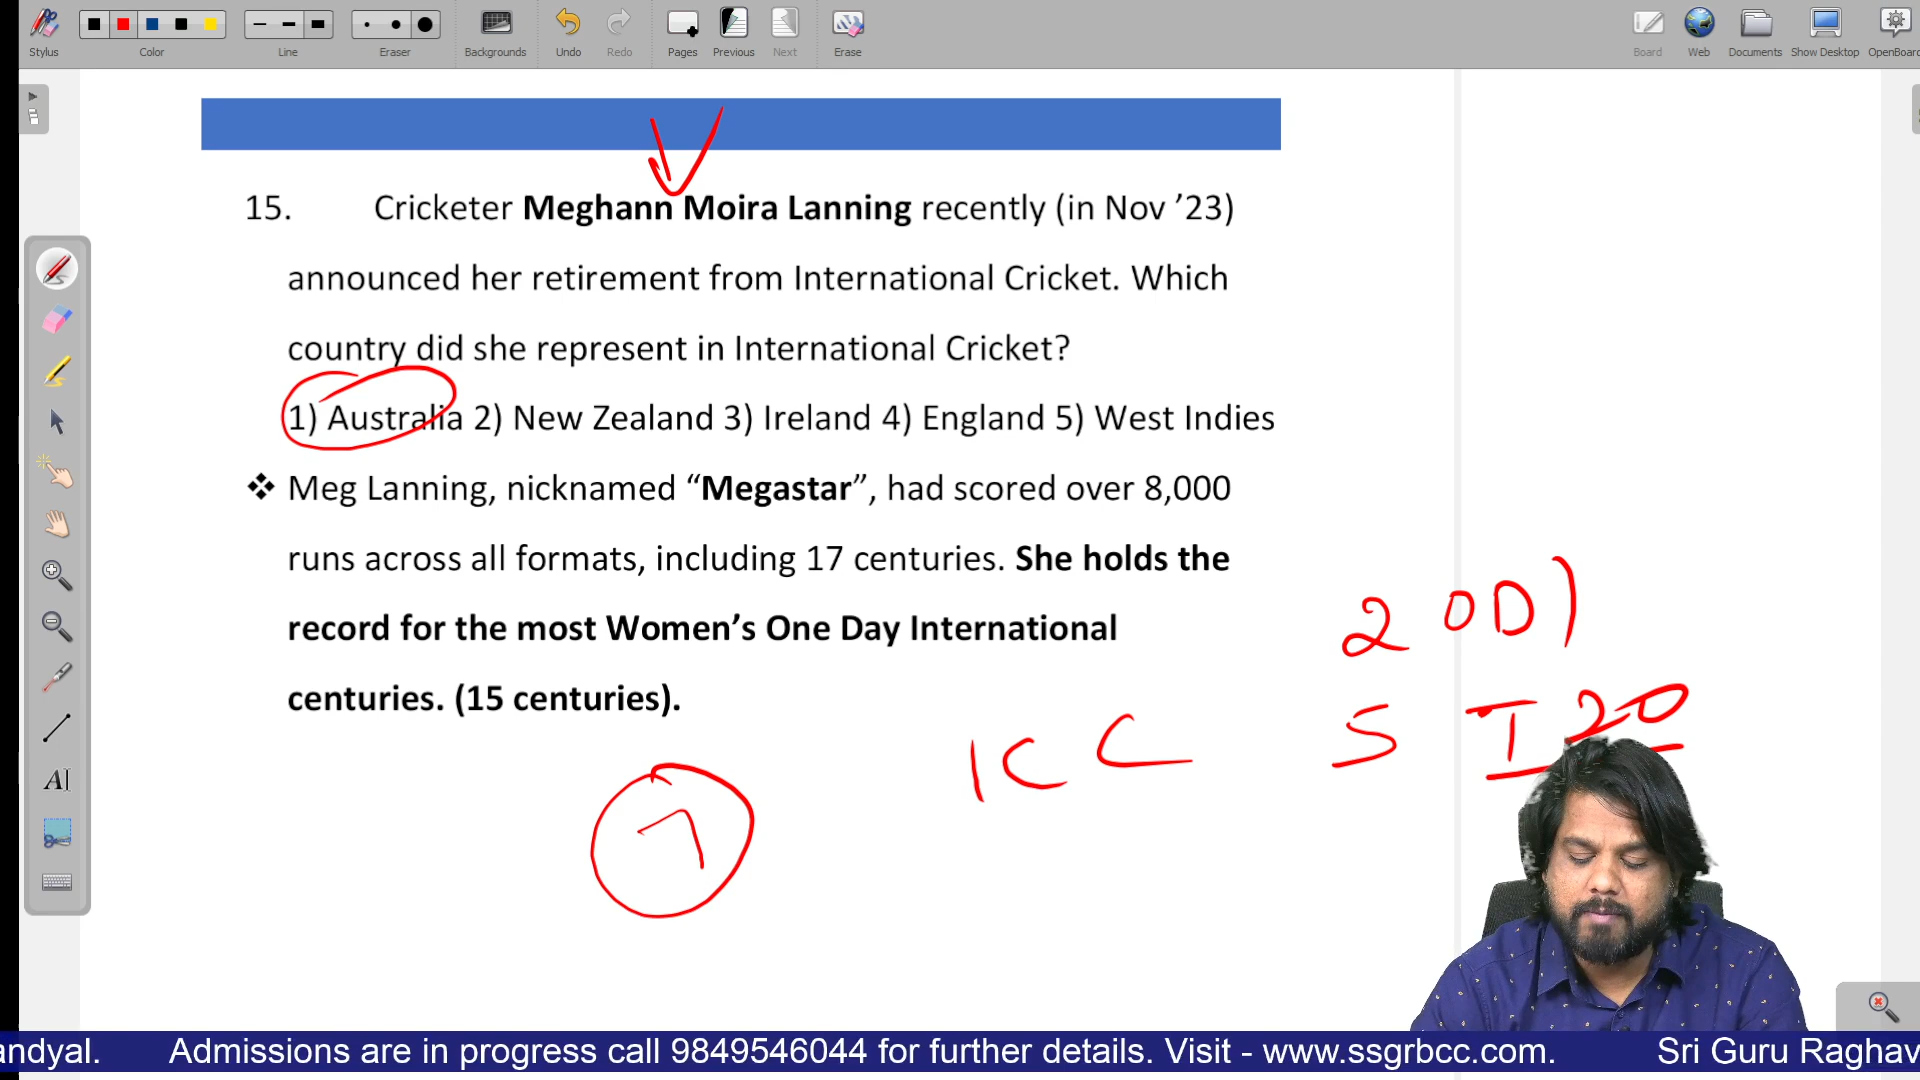 Stylus Color Line Eraser Backgrounds Undo Redo Pages Previous Next Erase Board Web Documents Show Desktop OpenBoard
15. Cricketer Meghann Moira Lanning recently (in Nov ’23)
announced her retirement from International Cricket. Which
country did she represent in International Cricket?
1) Australia 2) New Zealand 3) Ireland 4) England 5) West Indies
❖ Meg Lanning, nicknamed “Megastar”, had scored over 8,000
runs across all formats, including 17 centuries. She holds the
record for the most Women’s One Day International
centuries. (15 centuries).
2 ODI
5 T20
ICC
7
andyal. Admissions are in progress call 9849546044 for further details. Visit - www.ssgrbcc.com. Sri Guru Raghav